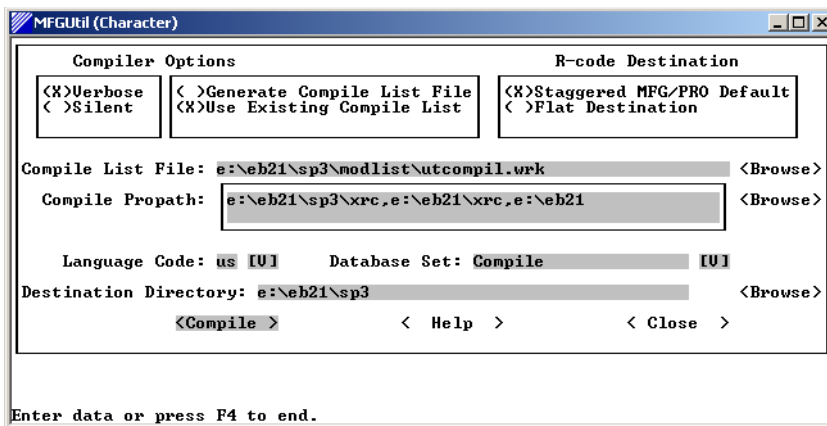 MFGUtil (Character)
Compiler Options R-code Destination
(X)Verbose ( )Generate Compile List File (X)Staggered MFG/PRO Default
( )Silent (X)Use Existing Compile List ( )Flat Destination
Compile List File: e:\eb21\sp3\modlist\utcompil.wrk <Browse>
Compile Propath: e:\eb21\sp3\xrc,e:\eb21\xrc,e:\eb21 <Browse>
Language Code: us [V] Database Set: Compile [V]
Destination Directory: e:\eb21\sp3 <Browse>
<Compile > < Help > < Close >
Enter data or press F4 to end.